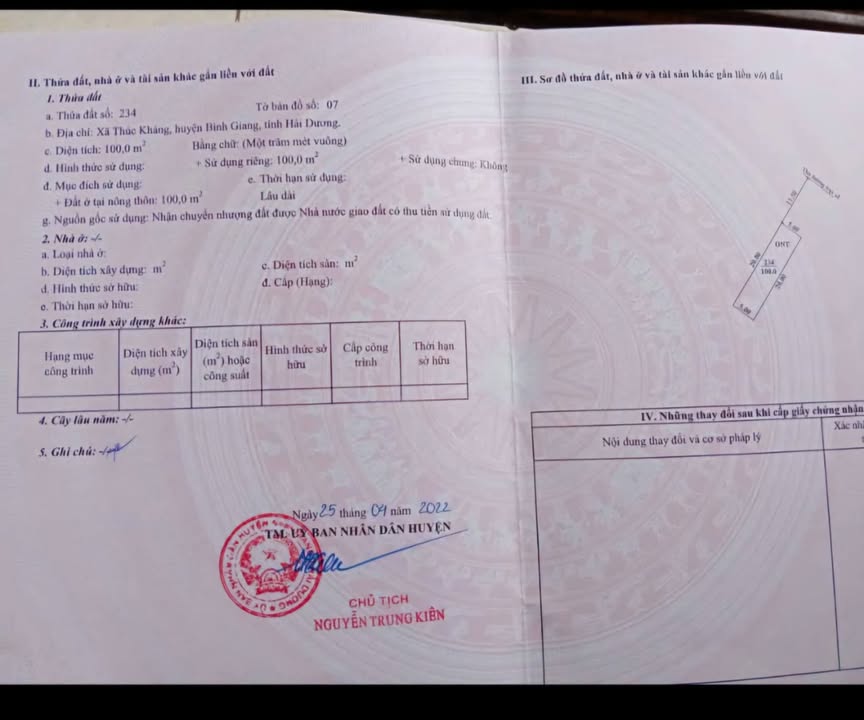 II. Thửa đất, nhà ở và tài sản khác gắn liền với đất
1. Thửa đất
a. Thửa đất số: 234 Tờ bản đồ số: 07
b. Địa chỉ: Xã Thúc Kháng, huyện Bình Giang, tỉnh Hải Dương.
c. Diện tích: 100,0 m² Bằng chữ: (Một trăm mét vuông)
d. Hình thức sử dụng: + Sử dụng riêng: 100,0 m² + Sử dụng chung: Không
đ. Mục đích sử dụng: e. Thời hạn sử dụng:
+ Đất ở tại nông thôn: 100,0 m² Lâu dài
g. Nguồn gốc sử dụng: Nhận chuyển nhượng đất được Nhà nước giao đất có thu tiền sử dụng đất.
2. Nhà ở: -/-
a. Loại nhà ở:
b. Diện tích xây dựng: m² c. Diện tích sàn: m²
d. Hình thức sở hữu: đ. Cấp (Hạng):
e. Thời hạn sở hữu:
3. Công trình xây dựng khác:
Hạng mục công trình Diện tích xây dựng (m²) Diện tích sàn (m²) hoặc công suất Hình thức sở hữu Cấp công trình Thời hạn sở hữu
4. Cây lâu năm: -/-
5. Ghi chú: -/-
Ngày 25 tháng 04 năm 2022
TM. UỶ BAN NHÂN DÂN HUYỆN
CHỦ TỊCH
NGUYỄN TRUNG KIÊN
III. Sơ đồ thửa đất, nhà ở và tài sản khác gắn liền với đất
5.00
ONT
20.00
234
100.0
20.00
5.00
IV. Những thay đổi sau khi cấp giấy chứng nhận
Nội dung thay đổi và cơ sở pháp lý